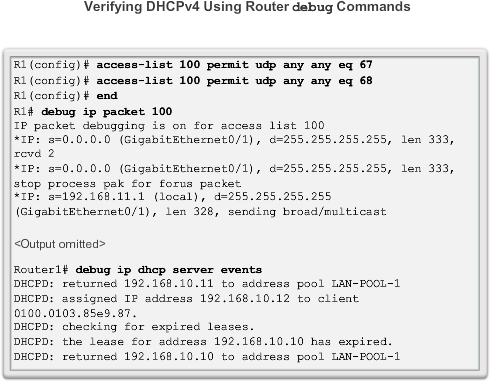 Verifying DHCPv4 Using Router debug Commands
R1(config)# access-list 100 permit udp any any eq 67
R1(config)# access-list 100 permit udp any any eq 68
R1(config)# end
R1# debug ip packet 100
IP packet debugging is on for access list 100
*IP: s=0.0.0.0 (GigabitEthernet0/1), d=255.255.255.255, len 333,
rcvd 2
*IP: s=0.0.0.0 (GigabitEthernet0/1), d=255.255.255.255, len 333,
stop process pak for forus packet
*IP: s=192.168.11.1 (local), d=255.255.255.255
(GigabitEthernet0/1), len 328, sending broad/multicast
<Output omitted>
Router1# debug ip dhcp server events
DHCPD: returned 192.168.10.11 to address pool LAN-POOL-1
DHCPD: assigned IP address 192.168.10.12 to client
0100.0103.85e9.87.
DHCPD: checking for expired leases.
DHCPD: the lease for address 192.168.10.10 has expired.
DHCPD: returned 192.168.10.10 to address pool LAN-POOL-1